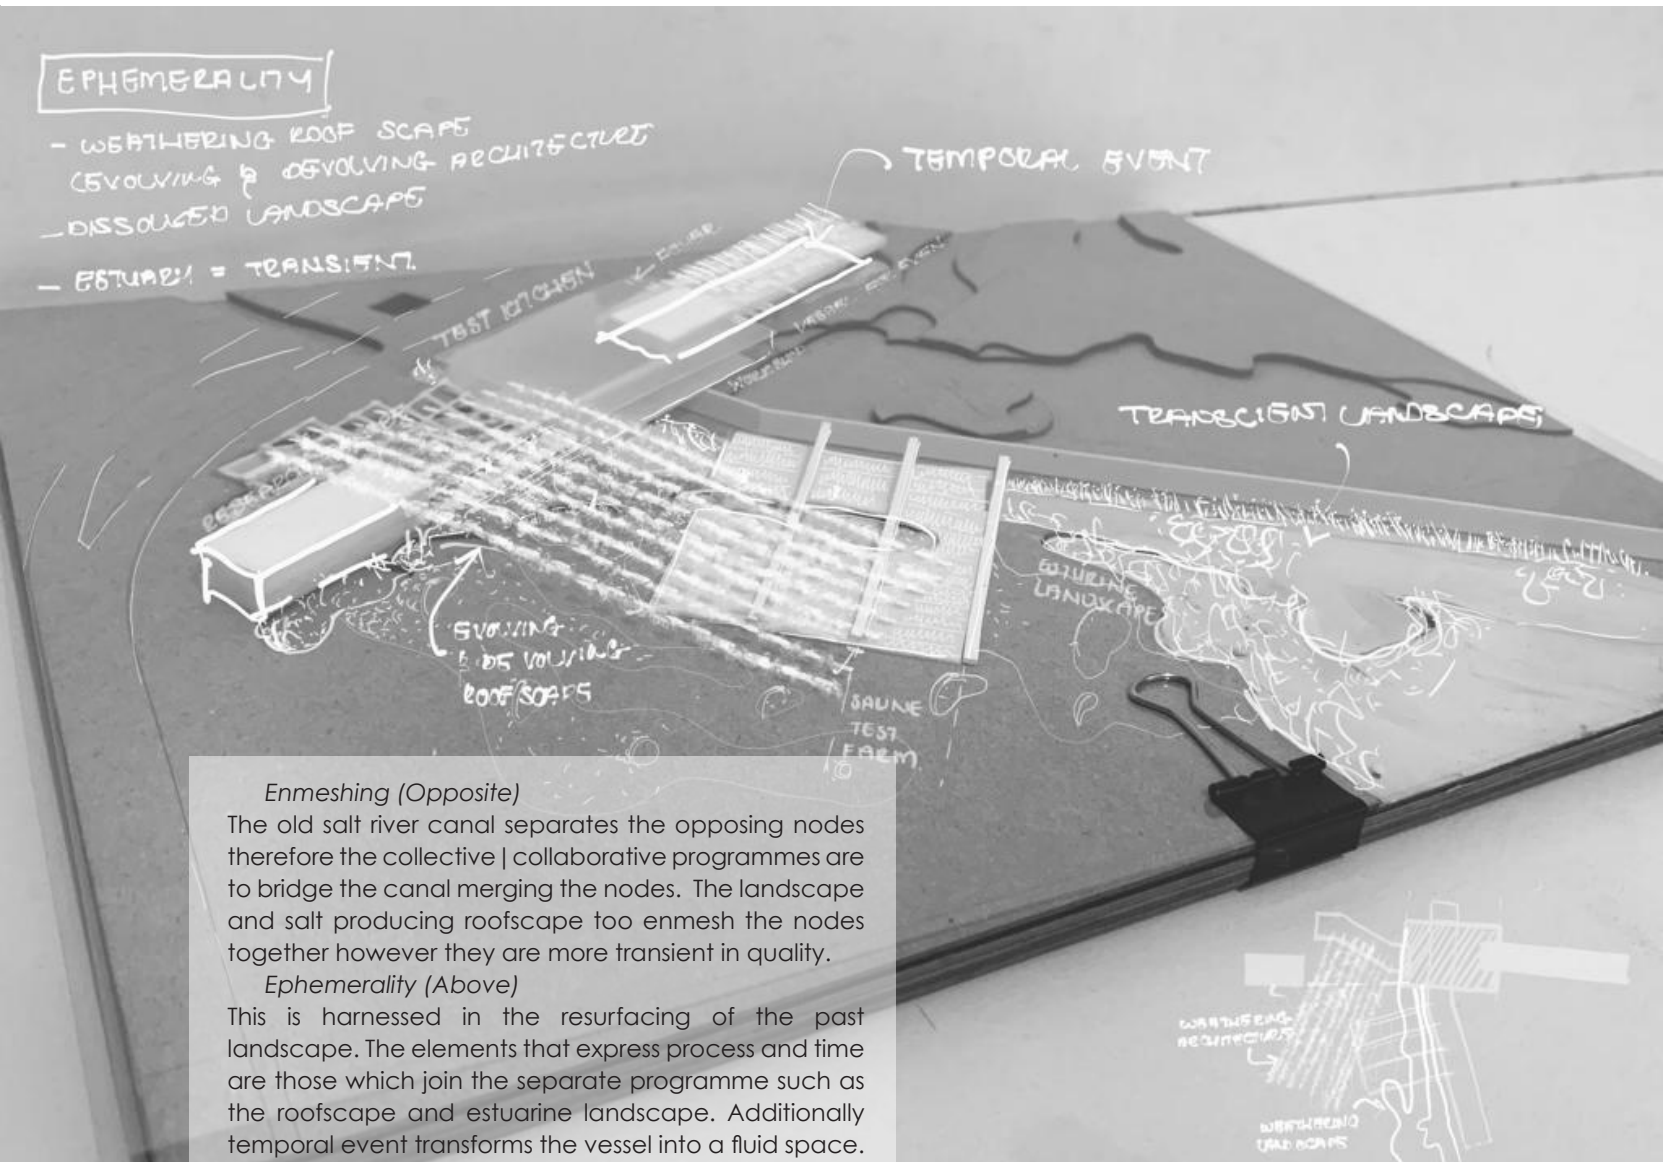 EPHEMERALITY
- WEATHERING ROOF SCAPE
(EVOLVING & DEVOLVING ARCHITECTURE
- DISSOLVED LANDSCAPE
- ESTUARY = TRANSIENT
TEMPORAL EVENT
TEST KITCHEN
TRANSCIENT LANDSCAPE
ESTURINE
LANDSCAPE
EVOLVING
& DEVOLVING
ROOF SCAPE
SALINE
TEST
FARM
Enmeshing (Opposite)
The old salt river canal separates the opposing nodes
therefore the collective|collaborative programmes are
to bridge the canal merging the nodes. The landscape
and salt producing roofscape too enmesh the nodes
together however they are more transient in quality.
Ephemerality (Above)
This is harnessed in the resurfacing of the past
landscape. The elements that express process and time
are those which join the separate programme such as
the roofscape and estuarine landscape. Additionally
temporal event transforms the vessel into a fluid space.
WEATHERING
ARCHITECTURE
WEATHERING
LANDSCAPE